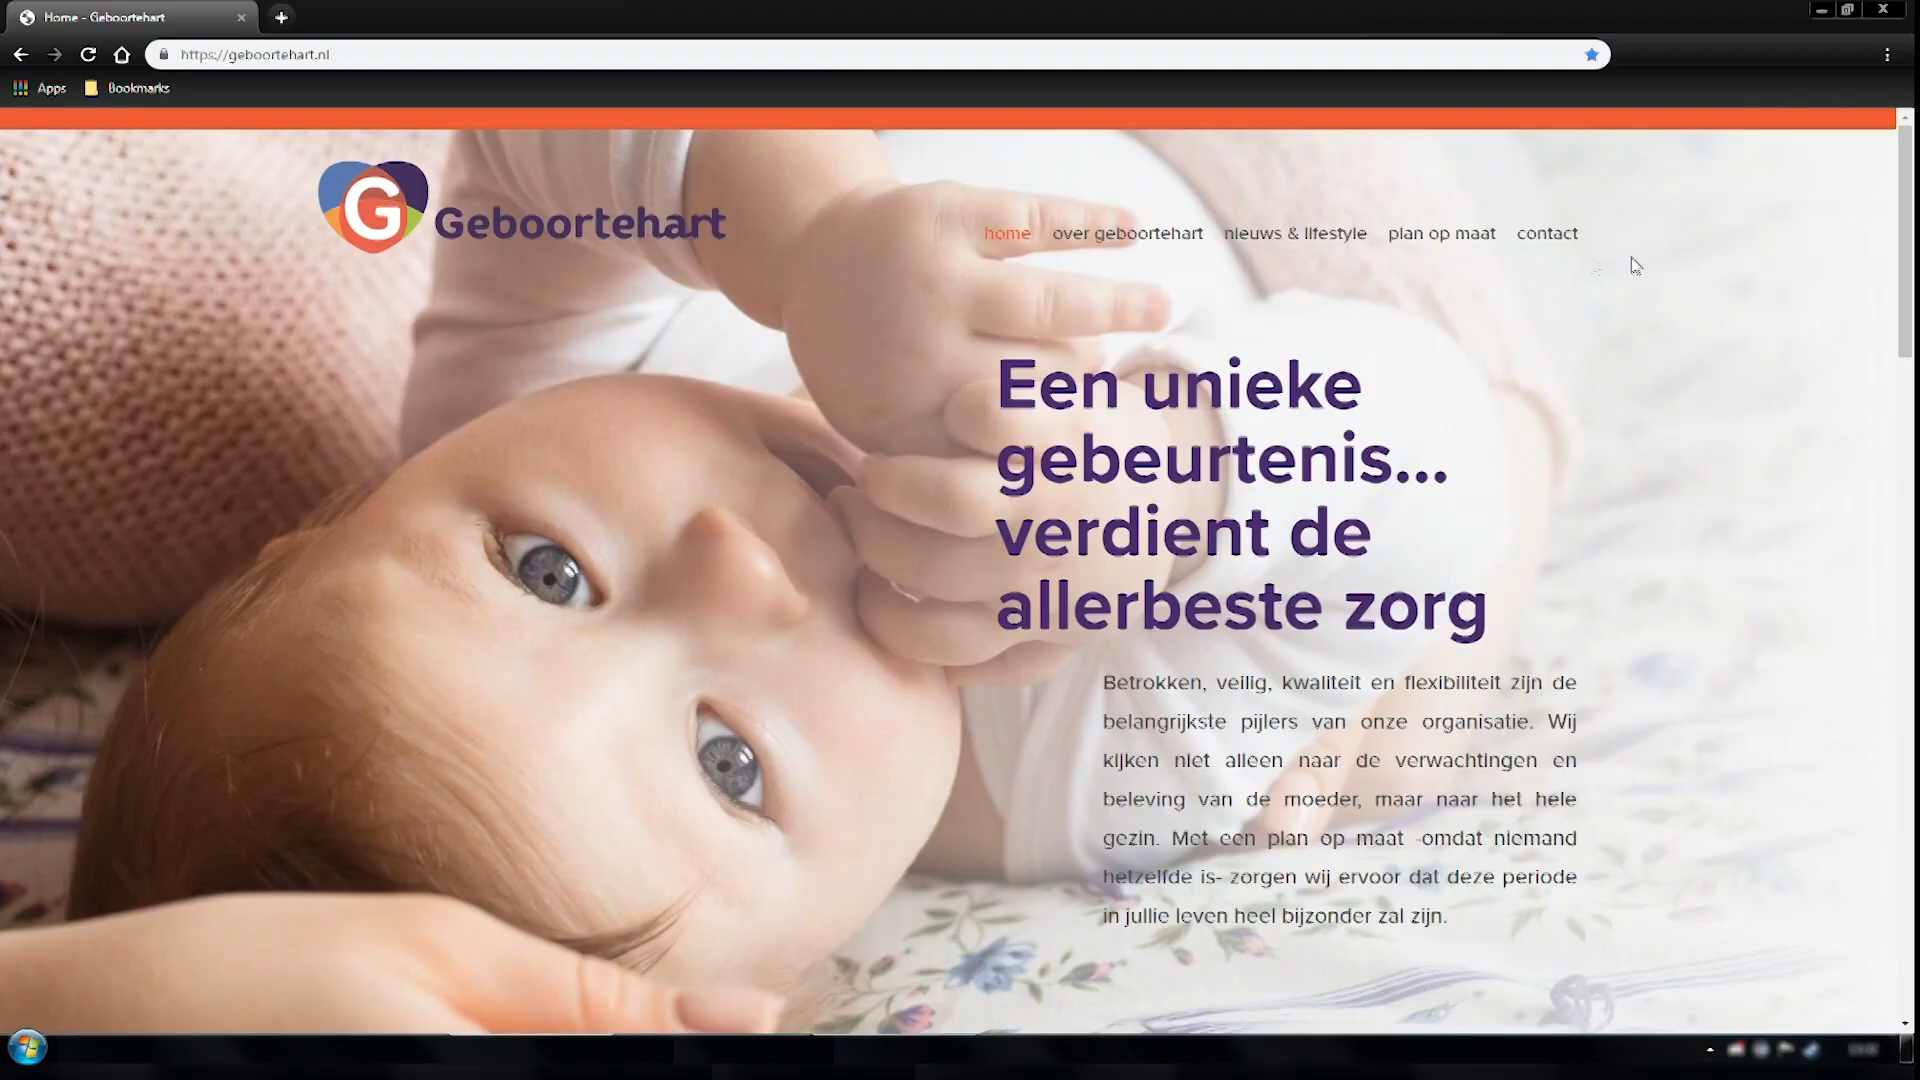 Home - Geboortehart
https://geboortehart.nl
Apps
Bookmarks
G Geboortehart
home over geboortehart nieuws & lifestyle plan op maat contact
Een unieke
gebeurtenis...
verdient de
allerbeste zorg
Betrokken, veilig, kwaliteit en flexibiliteit zijn de
belangrijkste pijlers van onze organisatie. Wij
kijken niet alleen naar de verwachtingen en
beleving van de moeder, maar naar het hele
gezin. Met een plan op maat -omdat niemand
hetzelfde is- zorgen wij ervoor dat deze periode
in jullie leven heel bijzonder zal zijn.